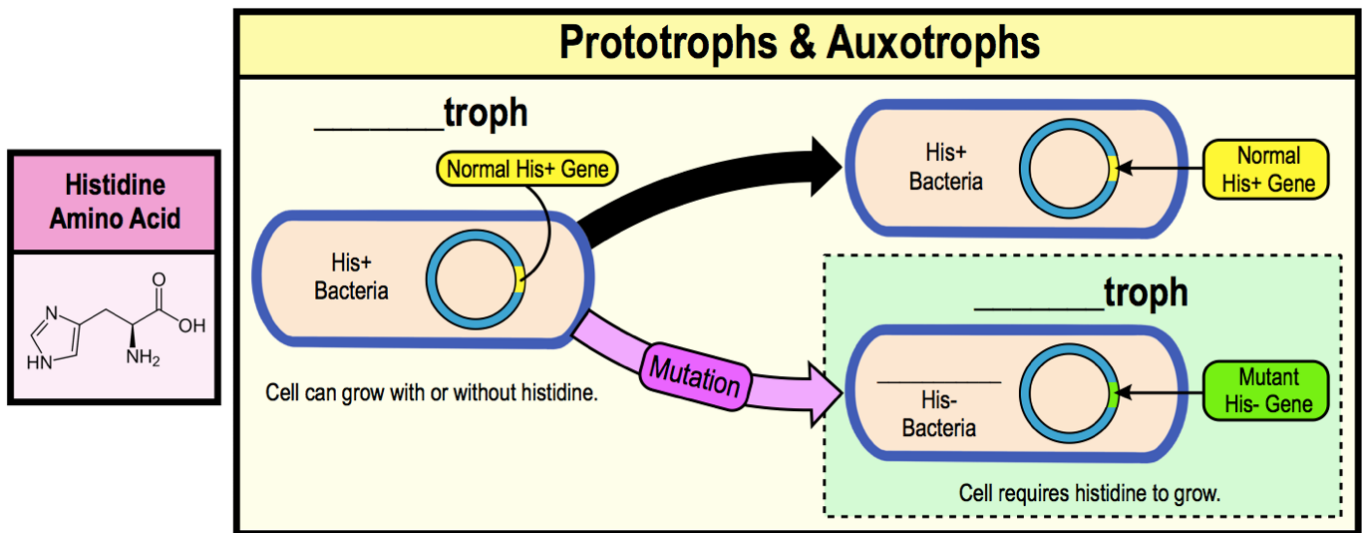 Prototrophs & Auxotrophs
_______troph
Normal His+ Gene
His+
Bacteria
Cell can grow with or without histidine.
Histidine
Amino Acid
N
HN
O
OH
NH₂
Mutation
His+
Bacteria
Normal
His+ Gene
_______troph
___________
His-
Bacteria
Mutant
His- Gene
Cell requires histidine to grow.